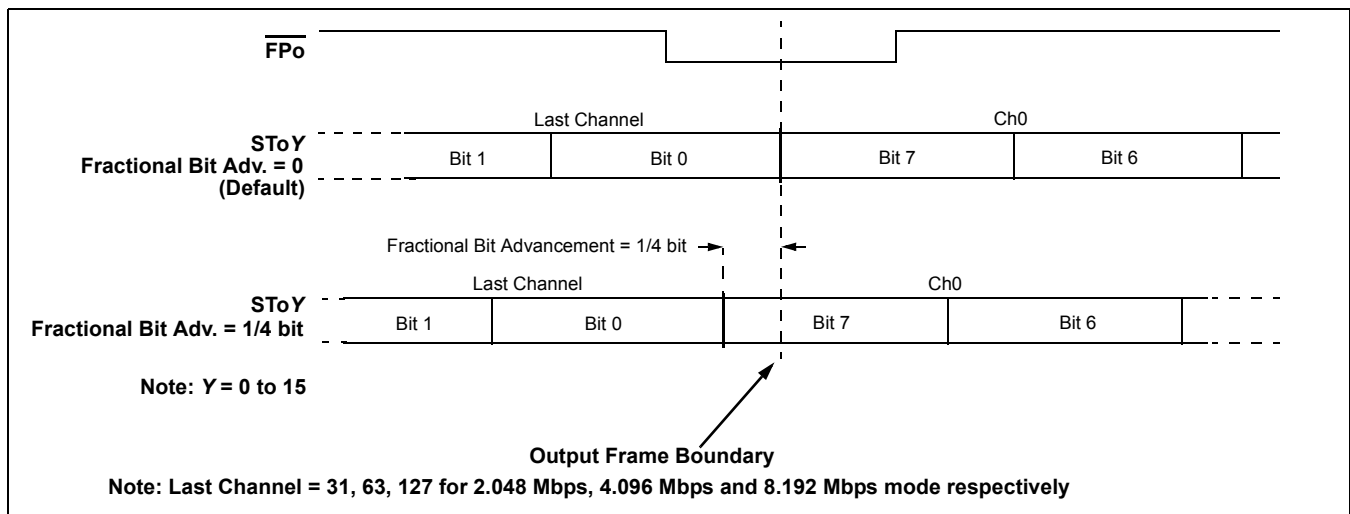 FPo
Last Channel Ch0
SToY
Fractional Bit Adv. = 0
(Default)
Bit 1 Bit 0 Bit 7 Bit 6
Fractional Bit Advancement = 1/4 bit
Last Channel Ch0
SToY
Fractional Bit Adv. = 1/4 bit
Bit 1 Bit 0 Bit 7 Bit 6
Note: Y = 0 to 15
Output Frame Boundary
Note: Last Channel = 31, 63, 127 for 2.048 Mbps, 4.096 Mbps and 8.192 Mbps mode respectively